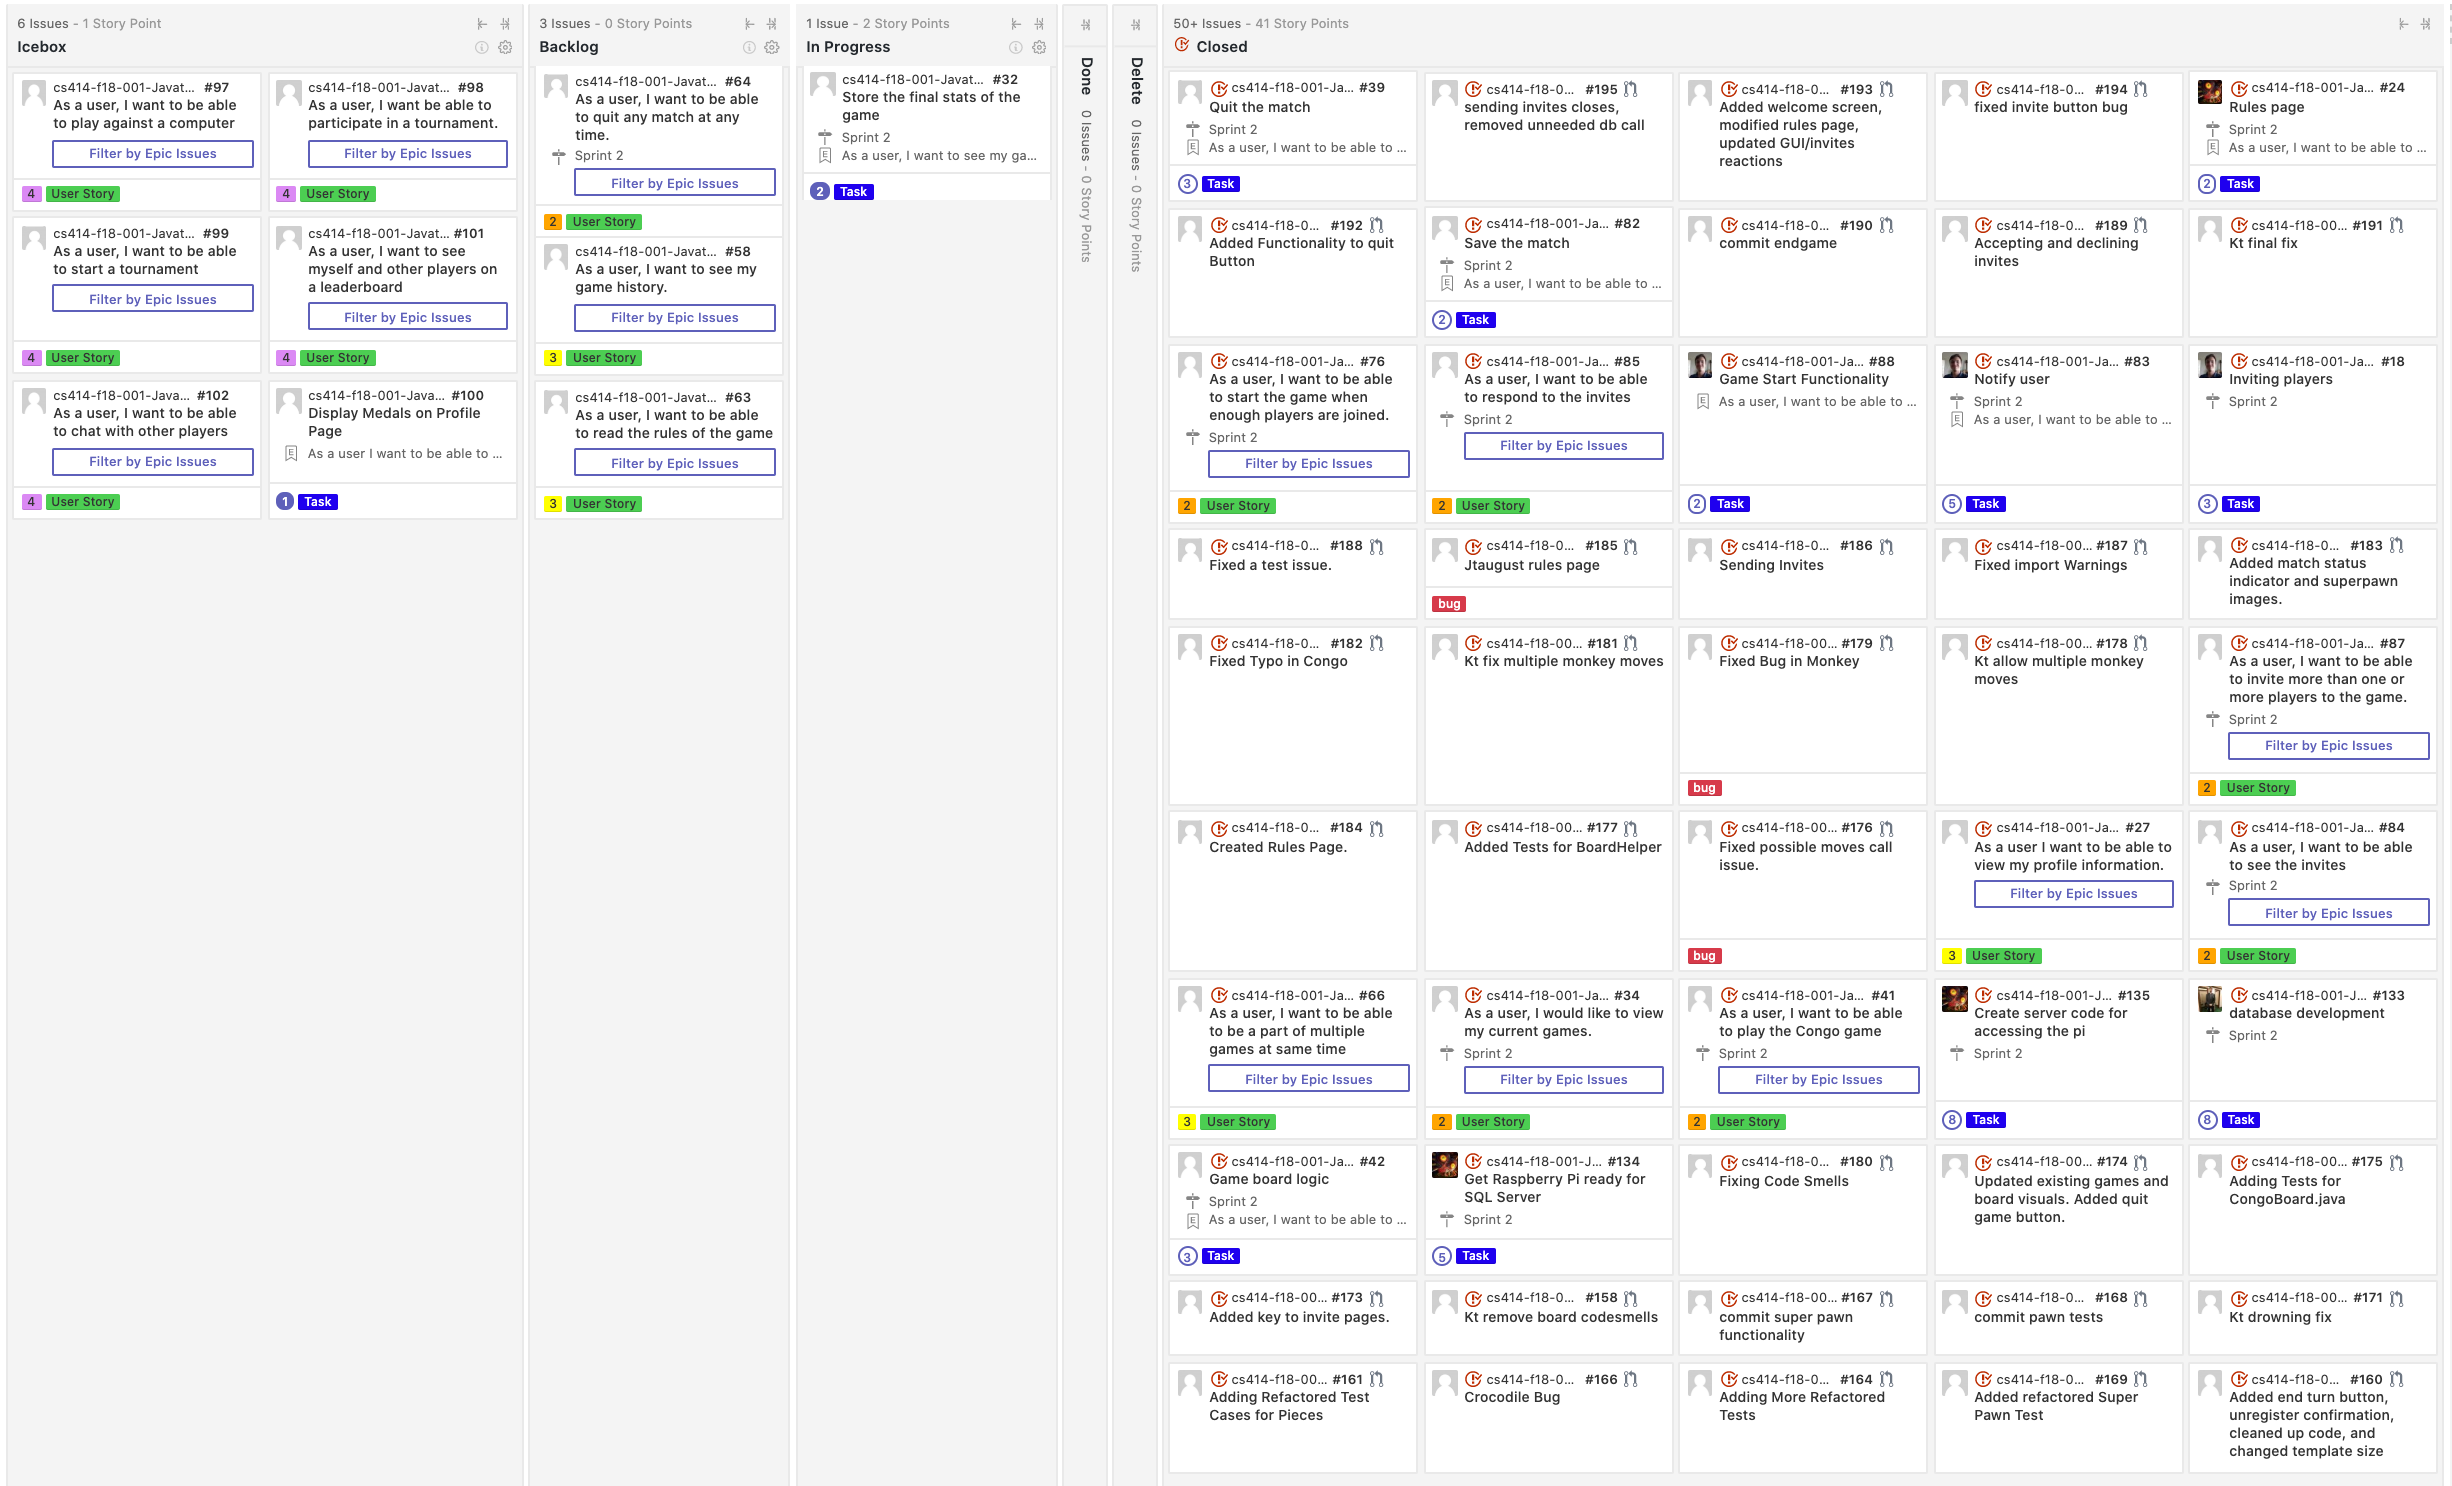 6 Issues - 1 Story Point
Icebox
cs414-f18-001-Javat... #97
As a user, I want to be able
to play against a computer
Filter by Epic Issues
4 User Story
cs414-f18-001-Javat... #98
As a user, I want be able to
participate in a tournament.
Filter by Epic Issues
4 User Story
cs414-f18-001-Javat... #99
As a user, I want to be able
to start a tournament
Filter by Epic Issues
4 User Story
cs414-f18-001-Javat... #101
As a user, I want to see
myself and other players on
a leaderboard
Filter by Epic Issues
4 User Story
cs414-f18-001-Java... #102
As a user, I want to be able
to chat with other players
Filter by Epic Issues
4 User Story
cs414-f18-001-Java... #100
Display Medals on Profile
Page
E As a user I want to be able to ...
1 Task
3 Issues - 0 Story Points
Backlog
cs414-f18-001-Javat... #64
As a user, I want to be able
to quit any match at any
time.
Sprint 2
Filter by Epic Issues
2 User Story
cs414-f18-001-Javat... #58
As a user, I want to see my
game history.
Filter by Epic Issues
3 User Story
cs414-f18-001-Javat... #63
As a user, I want to be able
to read the rules of the game
Filter by Epic Issues
3 User Story
1 Issue - 2 Story Points
In Progress
cs414-f18-001-Javat... #32
Store the final stats of the
game
Sprint 2
E As a user, I want to see my ga...
2 Task
Done 0 Issues - 0 Story Points
Delete 0 Issues - 0 Story Points
50+ Issues - 41 Story Points
Closed
cs414-f18-001-Ja... #39
Quit the match
Sprint 2
E As a user, I want to be able to ...
3 Task
cs414-f18-0... #195
sending invites closes,
removed unneeded db call
cs414-f18-0... #193
Added welcome screen,
modified rules page,
updated GUI/invites
reactions
cs414-f18-0... #194
fixed invite button bug
cs414-f18-001-Ja... #24
Rules page
Sprint 2
E As a user, I want to be able to ...
2 Task
cs414-f18-0... #192
Added Functionality to quit
Button
cs414-f18-001-Ja... #82
Save the match
Sprint 2
E As a user, I want to be able to ...
2 Task
cs414-f18-0... #190
commit endgame
cs414-f18-0... #189
Accepting and declining
invites
cs414-f18-00... #191
Kt final fix
cs414-f18-001-Ja... #76
As a user, I want to be able
to start the game when
enough players are joined.
Sprint 2
Filter by Epic Issues
2 User Story
cs414-f18-001-Ja... #85
As a user, I want to be able
to respond to the invites
Sprint 2
Filter by Epic Issues
2 User Story
cs414-f18-001-Ja... #88
Game Start Functionality
E As a user, I want to be able to ...
2 Task
cs414-f18-001-Ja... #83
Notify user
Sprint 2
E As a user, I want to be able to ...
5 Task
cs414-f18-001-Ja... #18
Inviting players
Sprint 2
3 Task
cs414-f18-0... #188
Fixed a test issue.
cs414-f18-0... #185
Jtaugust rules page
bug
cs414-f18-0... #186
Sending Invites
cs414-f18-00... #187
Fixed import Warnings
cs414-f18-0... #183
Added match status
indicator and superpawn
images.
cs414-f18-0... #182
Fixed Typo in Congo
cs414-f18-00... #181
Kt fix multiple monkey moves
cs414-f18-00... #179
Fixed Bug in Monkey
bug
cs414-f18-00... #178
Kt allow multiple monkey
moves
cs414-f18-001-Ja... #87
As a user, I want to be able
to invite more than one or
more players to the game.
Sprint 2
Filter by Epic Issues
2 User Story
cs414-f18-0... #184
Created Rules Page.
cs414-f18-00... #177
Added Tests for BoardHelper
cs414-f18-00... #176
Fixed possible moves call
issue.
bug
cs414-f18-001-Ja... #27
As a user I want to be able to
view my profile information.
Filter by Epic Issues
3 User Story
cs414-f18-001-Ja... #84
As a user, I want to be able
to see the invites
Sprint 2
Filter by Epic Issues
2 User Story
cs414-f18-001-Ja... #66
As a user, I want to be able
to be a part of multiple
games at same time
Filter by Epic Issues
3 User Story
cs414-f18-001-Ja... #34
As a user, I would like to view
my current games.
Sprint 2
Filter by Epic Issues
2 User Story
cs414-f18-001-Ja... #41
As a user, I want to be able
to play the Congo game
Sprint 2
Filter by Epic Issues
2 User Story
cs414-f18-001-J... #135
Create server code for
accessing the pi
Sprint 2
8 Task
cs414-f18-001-J... #133
database development
Sprint 2
8 Task
cs414-f18-001-Ja... #42
Game board logic
Sprint 2
E As a user, I want to be able to ...
3 Task
cs414-f18-001-J... #134
Get Raspberry Pi ready for
SQL Server
Sprint 2
5 Task
cs414-f18-0... #180
Fixing Code Smells
cs414-f18-00... #174
Updated existing games and
board visuals. Added quit
game button.
cs414-f18-00... #175
Adding Tests for
CongoBoard.java
cs414-f18-00... #173
Added key to invite pages.
cs414-f18-0... #158
Kt remove board codesmells
cs414-f18-00... #167
commit super pawn
functionality
cs414-f18-0... #168
commit pawn tests
cs414-f18-00... #171
Kt drowning fix
cs414-f18-00... #161
Adding Refactored Test
Cases for Pieces
cs414-f18-0... #166
Crocodile Bug
cs414-f18-0... #164
Adding More Refactored
Tests
cs414-f18-0... #169
Added refactored Super
Pawn Test
cs414-f18-0... #160
Added end turn button,
unregister confirmation,
cleaned up code, and
changed template size